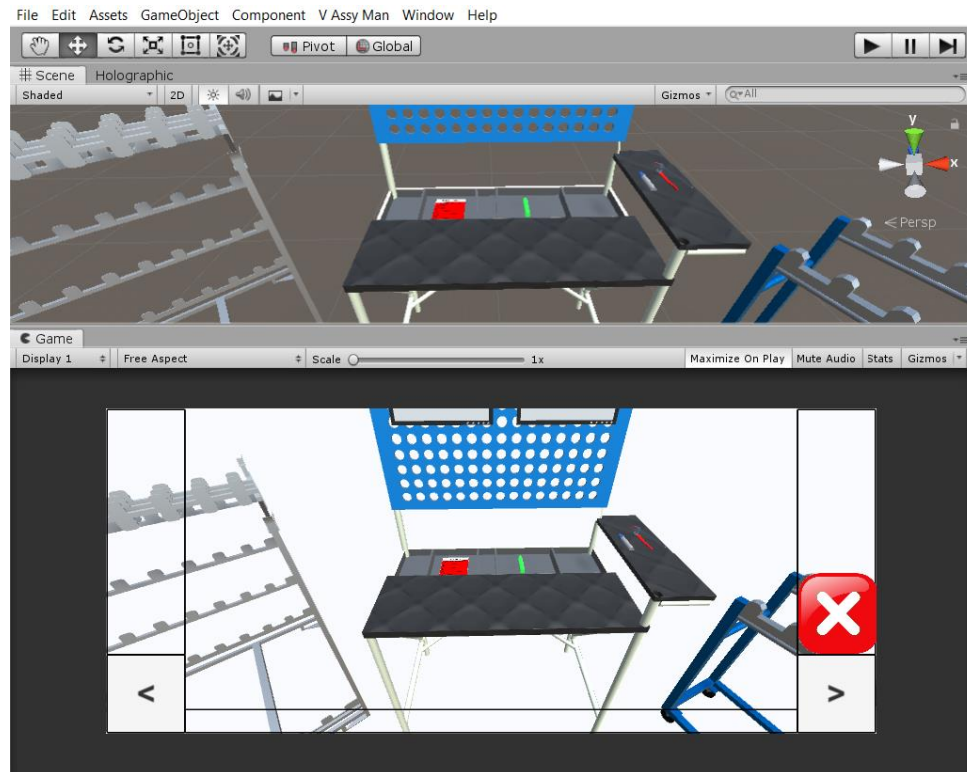 File Edit Assets GameObject Component V Assy Man Window Help
Pivot Global
Scene Holographic
Shaded 2D Gizmos All
y
x
Persp
Game
Display 1 Free Aspect Scale 1x Maximize On Play Mute Audio Stats Gizmos
< >